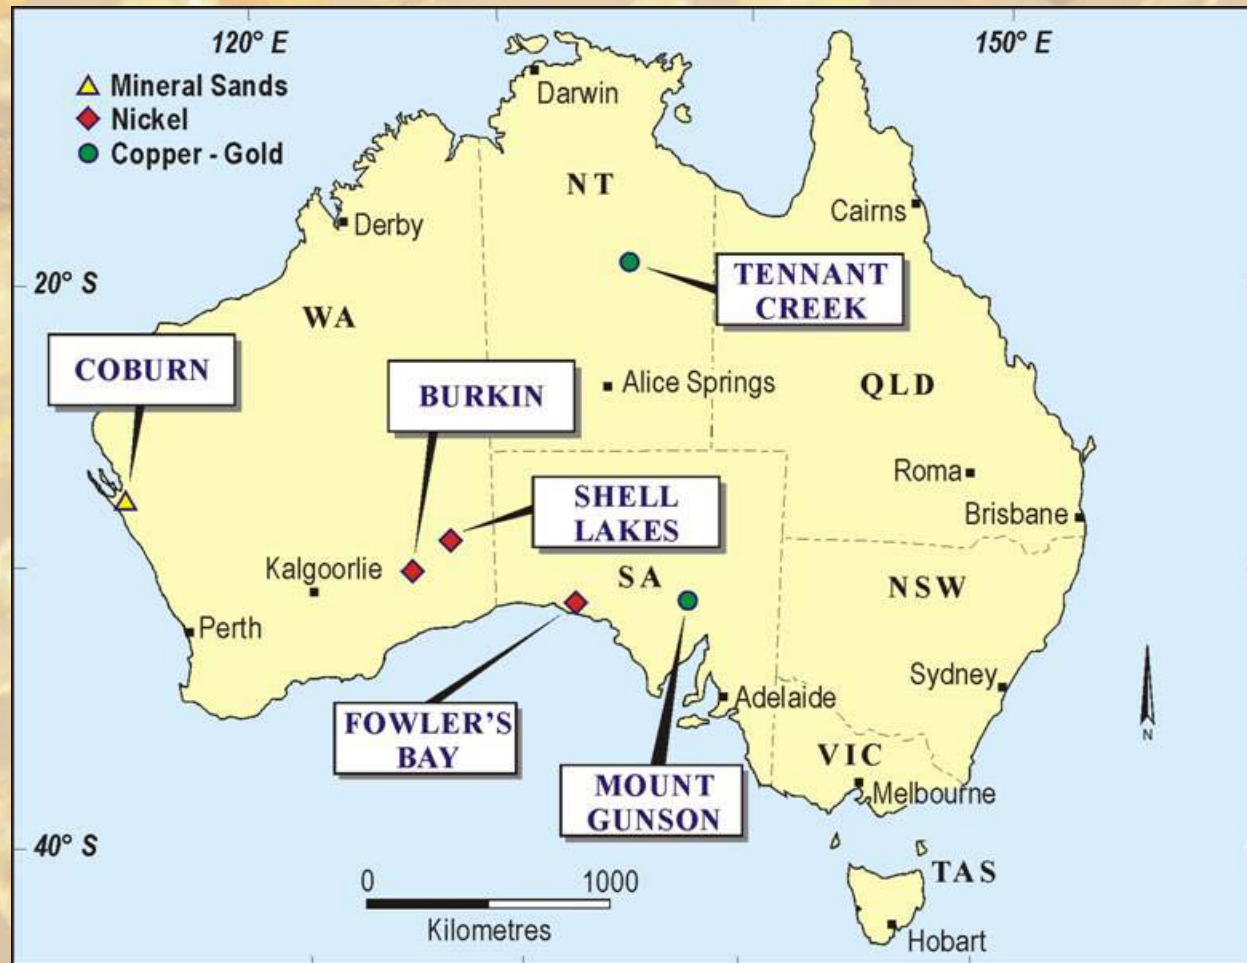 120° E
150° E
Mineral Sands
Nickel
Copper - Gold
Darwin
NT
Cairns
Derby
20° S
TENNANT
CREEK
WA
COBURN
BURKIN
Alice Springs
QLD
Roma
SHELL
LAKES
Brisbane
Kalgoorlie
SA
NSW
Perth
Sydney
Adelaide
FOWLER'S
BAY
VIC
MOUNT
GUNSON
Melbourne
N
40° S
TAS
0 1000
Kilometres
Hobart